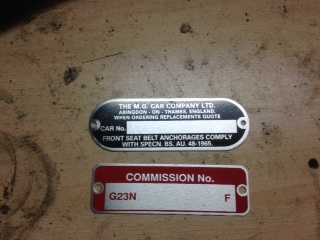 THE M.G. CAR COMPANY LTD.
ABINGDON - ON - THAMES, ENGLAND
WHEN ORDERING REPLACEMENTS QUOTE
CAR No.
FRONT SEAT BELT ANCHORAGES COMPLY
WITH SPECN. BS. AU. 48-1965.
COMMISSION No.
G23N F